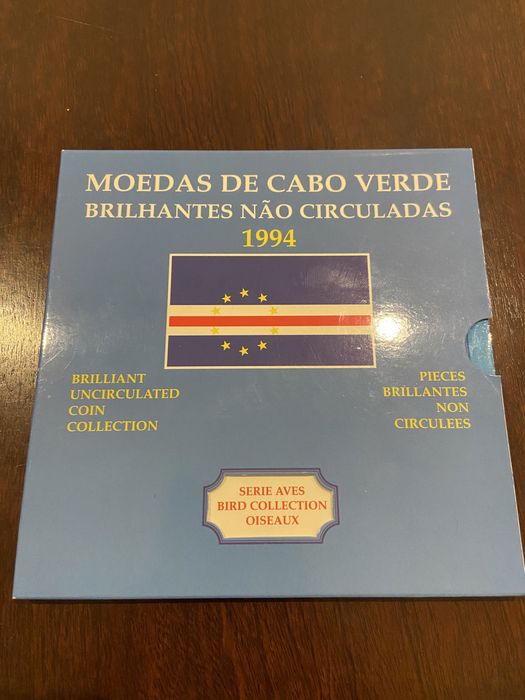 MOEDAS DE CABO VERDE
BRILHANTES NÃO CIRCULADAS
1994
BRILLIANT
UNCIRCULATED
COIN
COLLECTION
PIECES
BRILLANTES
NON
CIRCULEES
SERIE AVES
BIRD COLLECTION
OISEAUX